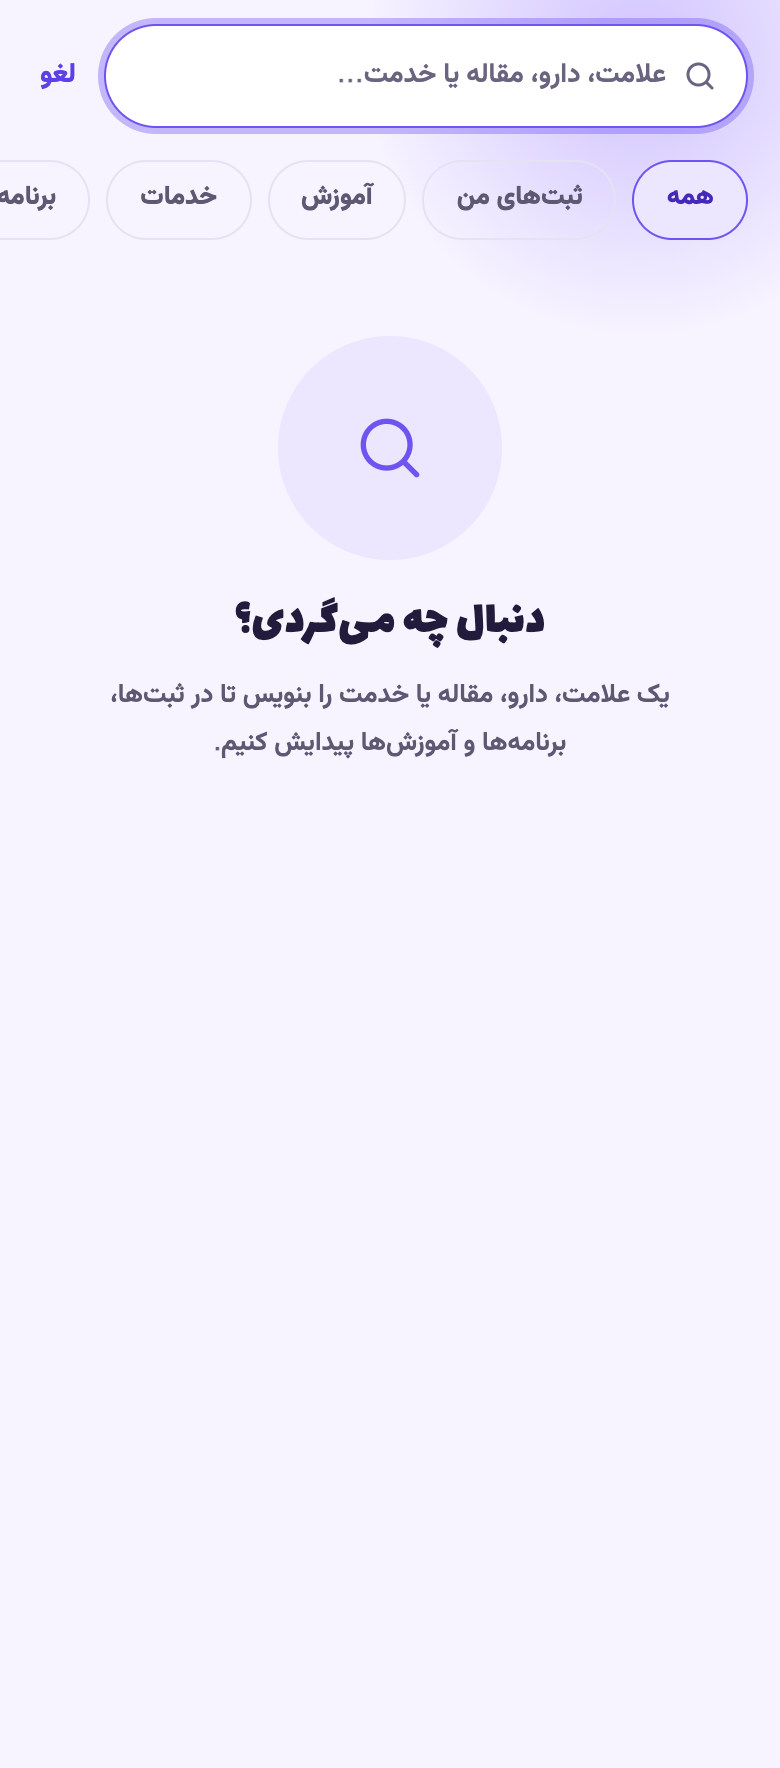 علامت، دارو، مقاله یا خدمت...
لغو
همه
ثبت‌های من
آموزش
خدمات
برنامه
دنبال چه می‌گردی؟
یک علامت، دارو، مقاله یا خدمت را بنویس تا در ثبت‌ها،
برنامه‌ها و آموزش‌ها پیدایش کنیم.